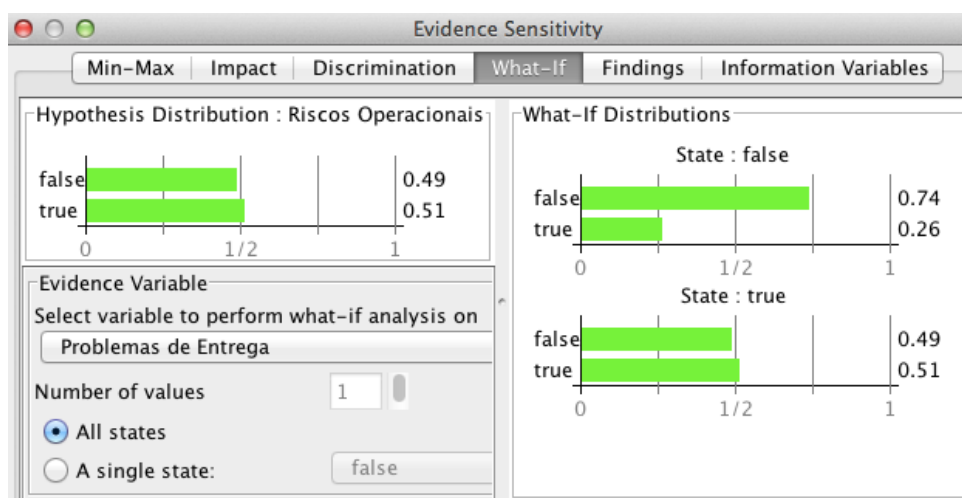 Evidence Sensitivity
Min-Max Impact Discrimination What-If Findings Information Variables
Hypothesis Distribution : Riscos Operacionais
false 0.49
true 0.51
0 1/2 1
Evidence Variable
Select variable to perform what-if analysis on
Problemas de Entrega
Number of values 1
All states
A single state: false
What-If Distributions
State : false
false 0.74
true 0.26
0 1/2 1
State : true
false 0.49
true 0.51
0 1/2 1